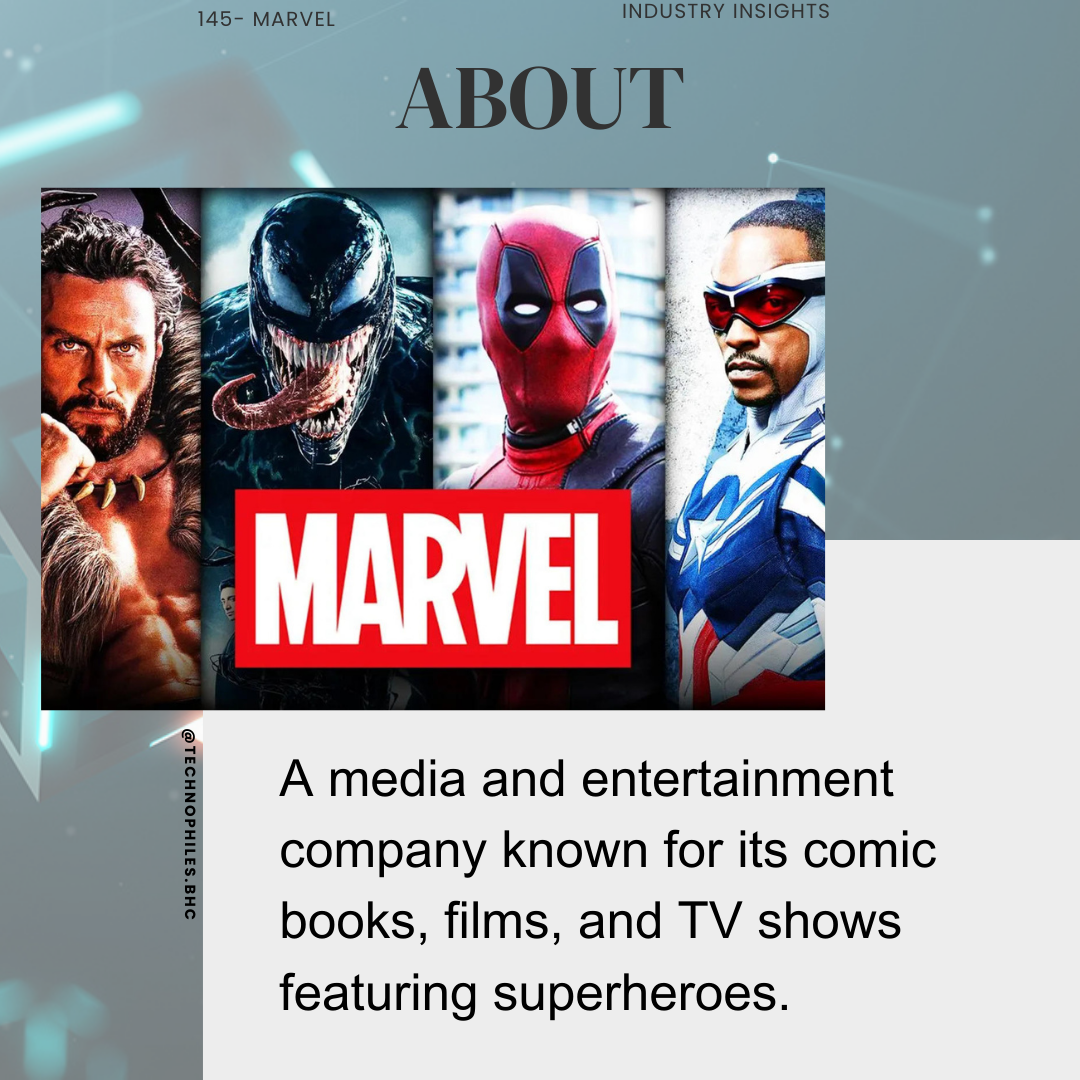 145- MARVEL
INDUSTRY INSIGHTS
ABOUT
MARVEL
@TECHNOPHILES.BHC
A media and entertainment
company known for its comic
books, films, and TV shows
featuring superheroes.